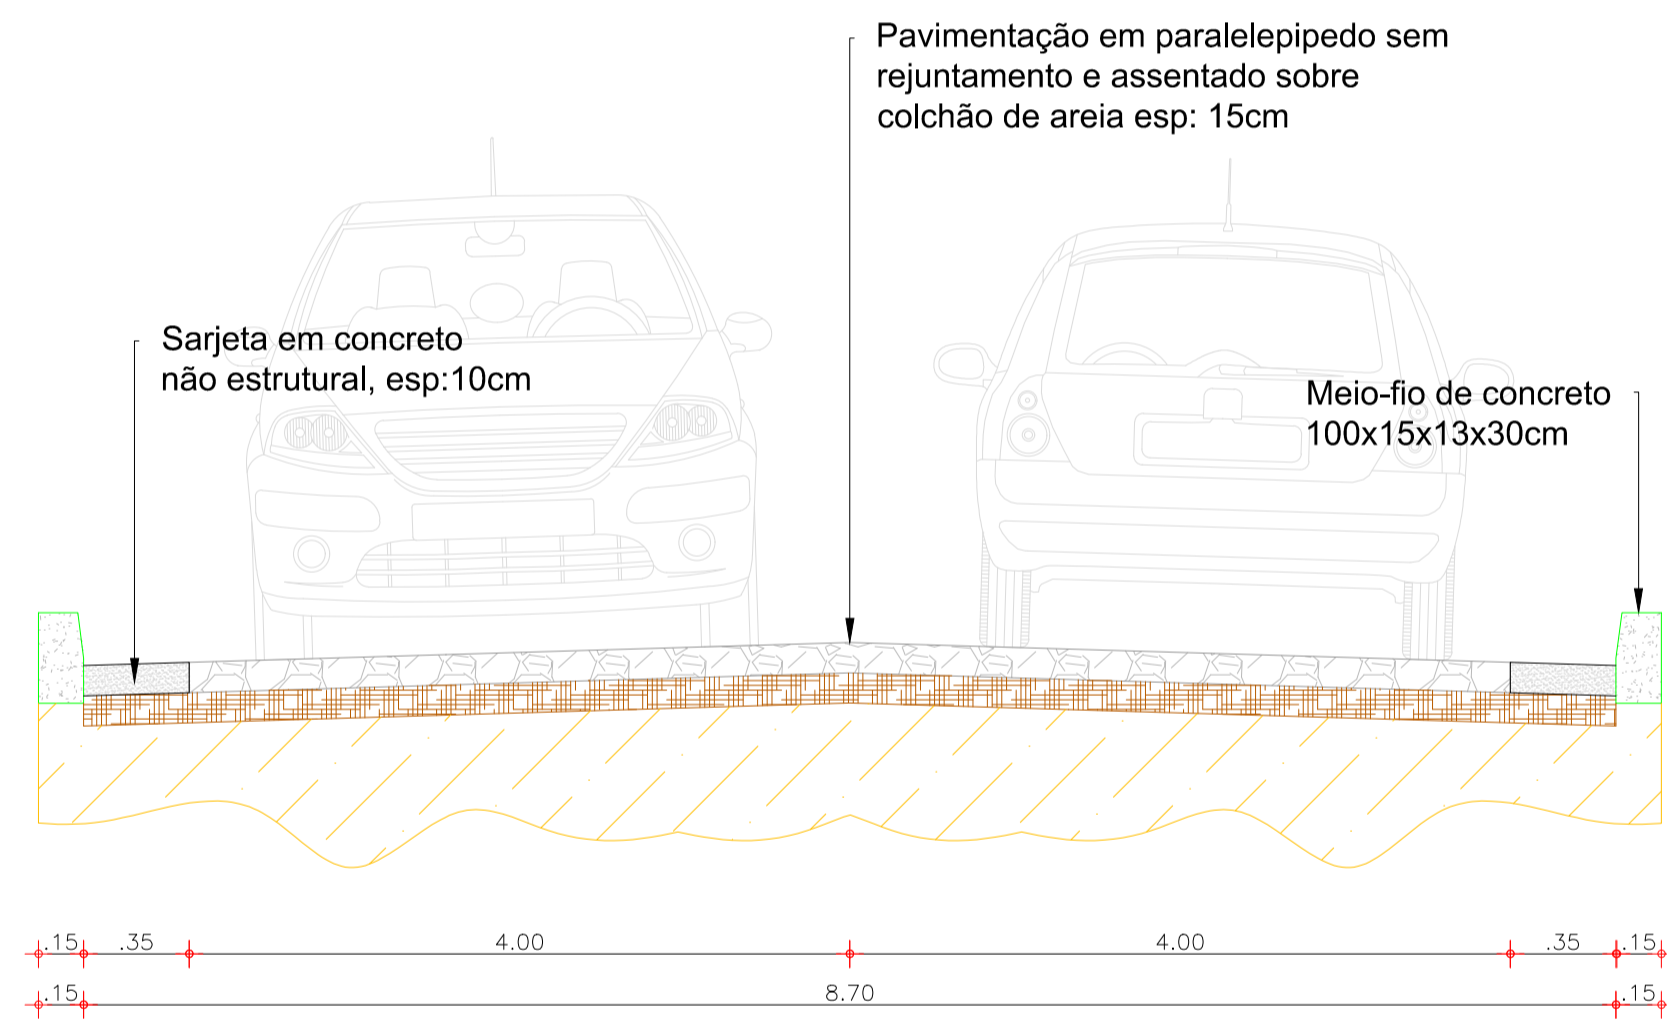 Pavimentação em paralelepipedo sem
rejuntamento e assentado sobre
colchão de areia esp: 15cm
Sarjeta em concreto
não estrutural, esp:10cm
Meio-fio de concreto
100x15x13x30cm
.15 .35 4.00 4.00 .35 .15
.15 8.70 .15